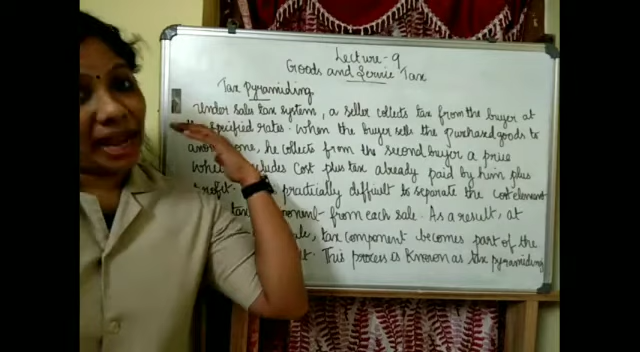 Lecture - 9
Goods and Service Tax
Tax Pyramiding
Under sales tax system, a seller collects tax from the buyer at
specified rates. When the buyer sells the purchased goods to
one, he collects from the second buyer a price
cost plus tax already paid by him plus
practically difficult to separate the cost element
from each sale. As a result, at
tax component becomes part of the
This process is known as tax pyramiding